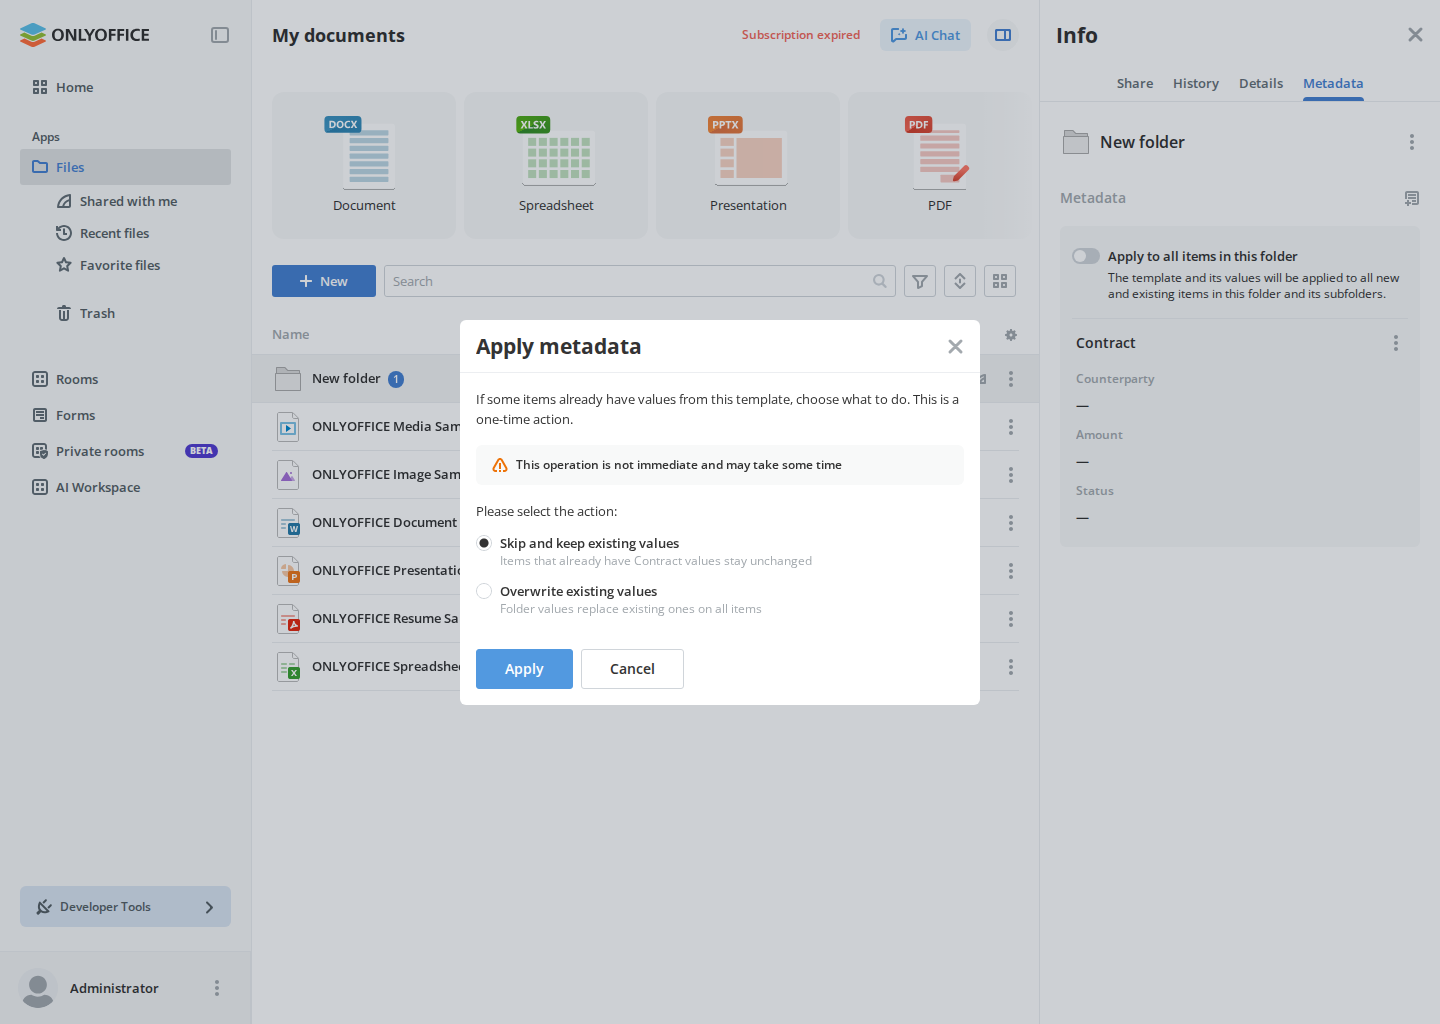 ONLYOFFICE
Home
Apps
Files
Shared with me
Recent files
Favorite files
Trash
Rooms
Forms
Private rooms BETA
AI Workspace
Developer Tools
Administrator
My documents
Subscription expired
AI Chat
DOCX
Document
XLSX
Spreadsheet
PPTX
Presentation
PDF
PDF
New
Search
Name
New folder 1
ONLYOFFICE Media Sam
ONLYOFFICE Image Sam
ONLYOFFICE Document
ONLYOFFICE Presentatio
ONLYOFFICE Resume Sa
ONLYOFFICE Spreadshee
Apply metadata
If some items already have values from this template, choose what to do. This is a
one-time action.
This operation is not immediate and may take some time
Please select the action:
Skip and keep existing values
Items that already have Contract values stay unchanged
Overwrite existing values
Folder values replace existing ones on all items
Apply
Cancel
Info
Share History Details Metadata
New folder
Metadata
Apply to all items in this folder
The template and its values will be applied to all new
and existing items in this folder and its subfolders.
Contract
Counterparty
—
Amount
—
Status
—